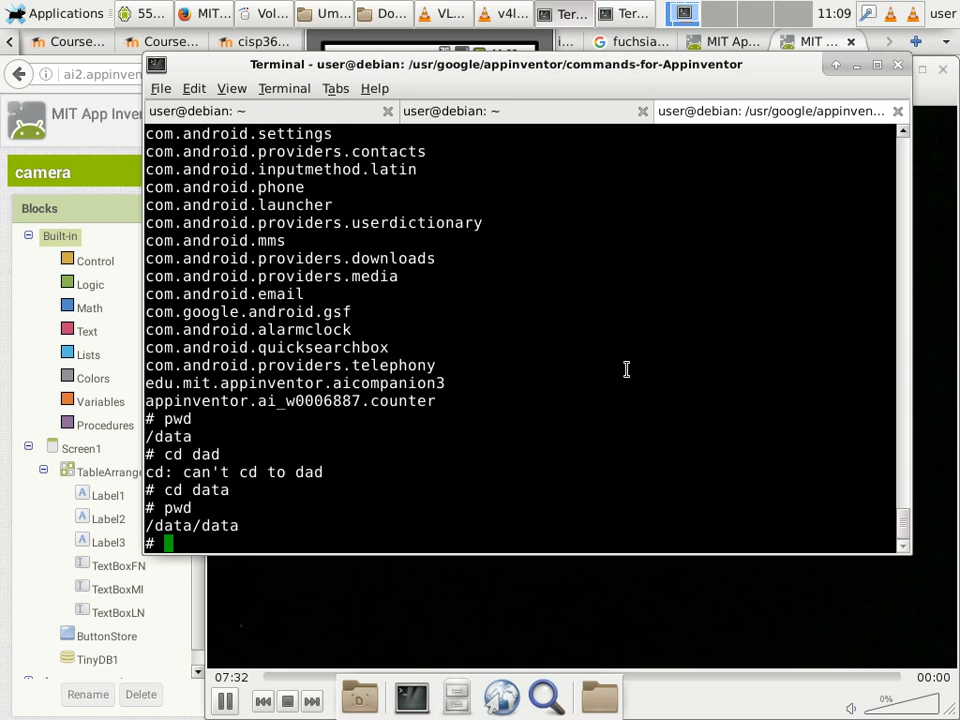 Applications
55...
MIT...
Vol...
Um...
Do...
VL...
v4l...
Ter...
Ter...
11:09
user
Course...
Course...
cisp36...
i...
fuchsia...
MIT Ap...
MIT ...
ai2.appinven
Terminal - user@debian: /usr/google/appinventor/commands-for-Appinventor
File Edit View Terminal Tabs Help
user@debian: ~
user@debian: ~
user@debian: /usr/google/appinven...
MIT App Inve
camera
Blocks
Built-in
Control
Logic
Math
Text
Lists
Colors
Variables
Procedures
Screen1
TableArrang
Label1
Label2
Label3
TextBoxFN
TextBoxMI
TextBoxLN
ButtonStore
TinyDB1
Rename
Delete
com.android.settings
com.android.providers.contacts
com.android.inputmethod.latin
com.android.phone
com.android.launcher
com.android.providers.userdictionary
com.android.mms
com.android.providers.downloads
com.android.providers.media
com.android.email
com.google.android.gsf
com.android.alarmclock
com.android.quicksearchbox
com.android.providers.telephony
edu.mit.appinventor.aicompanion3
appinventor.ai_w0006887.counter
# pwd
/data
# cd dad
cd: can't cd to dad
# cd data
# pwd
/data/data
#
07:32
00:00
0%